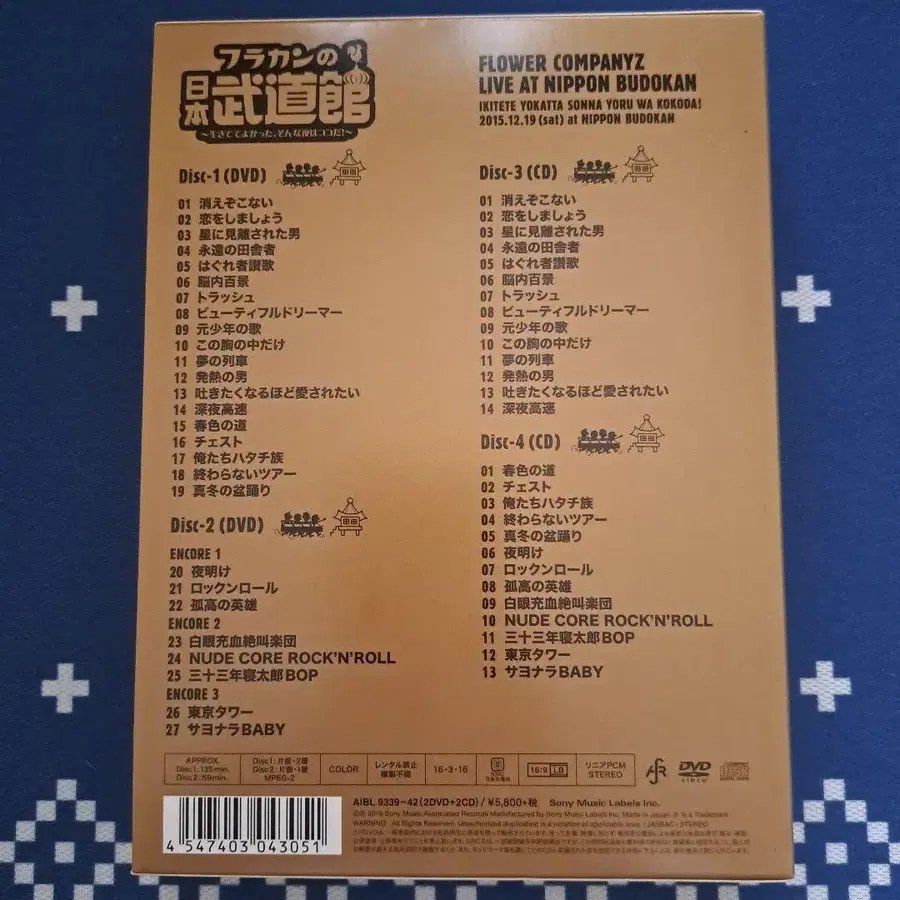 フラカンの
日本武道館
～生きててよかった、そんな夜はココだ!～
FLOWER COMPANYZ
LIVE AT NIPPON BUDOKAN
IKITETE YOKATTA SONNA YORU WA KOKODA!
2015.12.19 (sat) at NIPPON BUDOKAN
Disc-1 (DVD)
01 消えぞこない
02 恋をしましょう
03 星に見離された男
04 永遠の田舎者
05 はぐれ者讃歌
06 脳内百景
07 トラッシュ
08 ビューティフルドリーマー
09 元少年の歌
10 この胸の中だけ
11 夢の列車
12 発熱の男
13 吐きたくなるほど愛されたい
14 深夜高速
15 春色の道
16 チェスト
17 俺たちハタチ族
18 終わらないツアー
19 真冬の盆踊り
Disc-2 (DVD)
ENCORE 1
20 夜明け
21 ロックンロール
22 孤高の英雄
ENCORE 2
23 白眼充血絶叫楽団
24 NUDE CORE ROCK'N'ROLL
25 三十三年寝太郎BOP
ENCORE 3
26 東京タワー
27 サヨナラBABY
Disc-3 (CD)
01 消えぞこない
02 恋をしましょう
03 星に見離された男
04 永遠の田舎者
05 はぐれ者讃歌
06 脳内百景
07 トラッシュ
08 ビューティフルドリーマー
09 元少年の歌
10 この胸の中だけ
11 夢の列車
12 発熱の男
13 吐きたくなるほど愛されたい
14 深夜高速
Disc-4 (CD)
01 春色の道
02 チェスト
03 俺たちハタチ族
04 終わらないツアー
05 真冬の盆踊り
06 夜明け
07 ロックンロール
08 孤高の英雄
09 白眼充血絶叫楽団
10 NUDE CORE ROCK'N'ROLL
11 三十三年寝太郎BOP
12 東京タワー
13 サヨナラBABY
APPROX.
Disc1: 135min.
Disc2: 59min.
Disc1: 片面・2層
Disc2: 片面・1層
MPEG-2
COLOR
レンタル禁止
複製不能
16・3・16
2
16:9 LB
リニアPCM
STEREO
DVD
VIDEO
AIBL 9339~42 (2DVD+2CD) / ¥5,800+税 Sony Music Labels Inc.
4 547403 043051